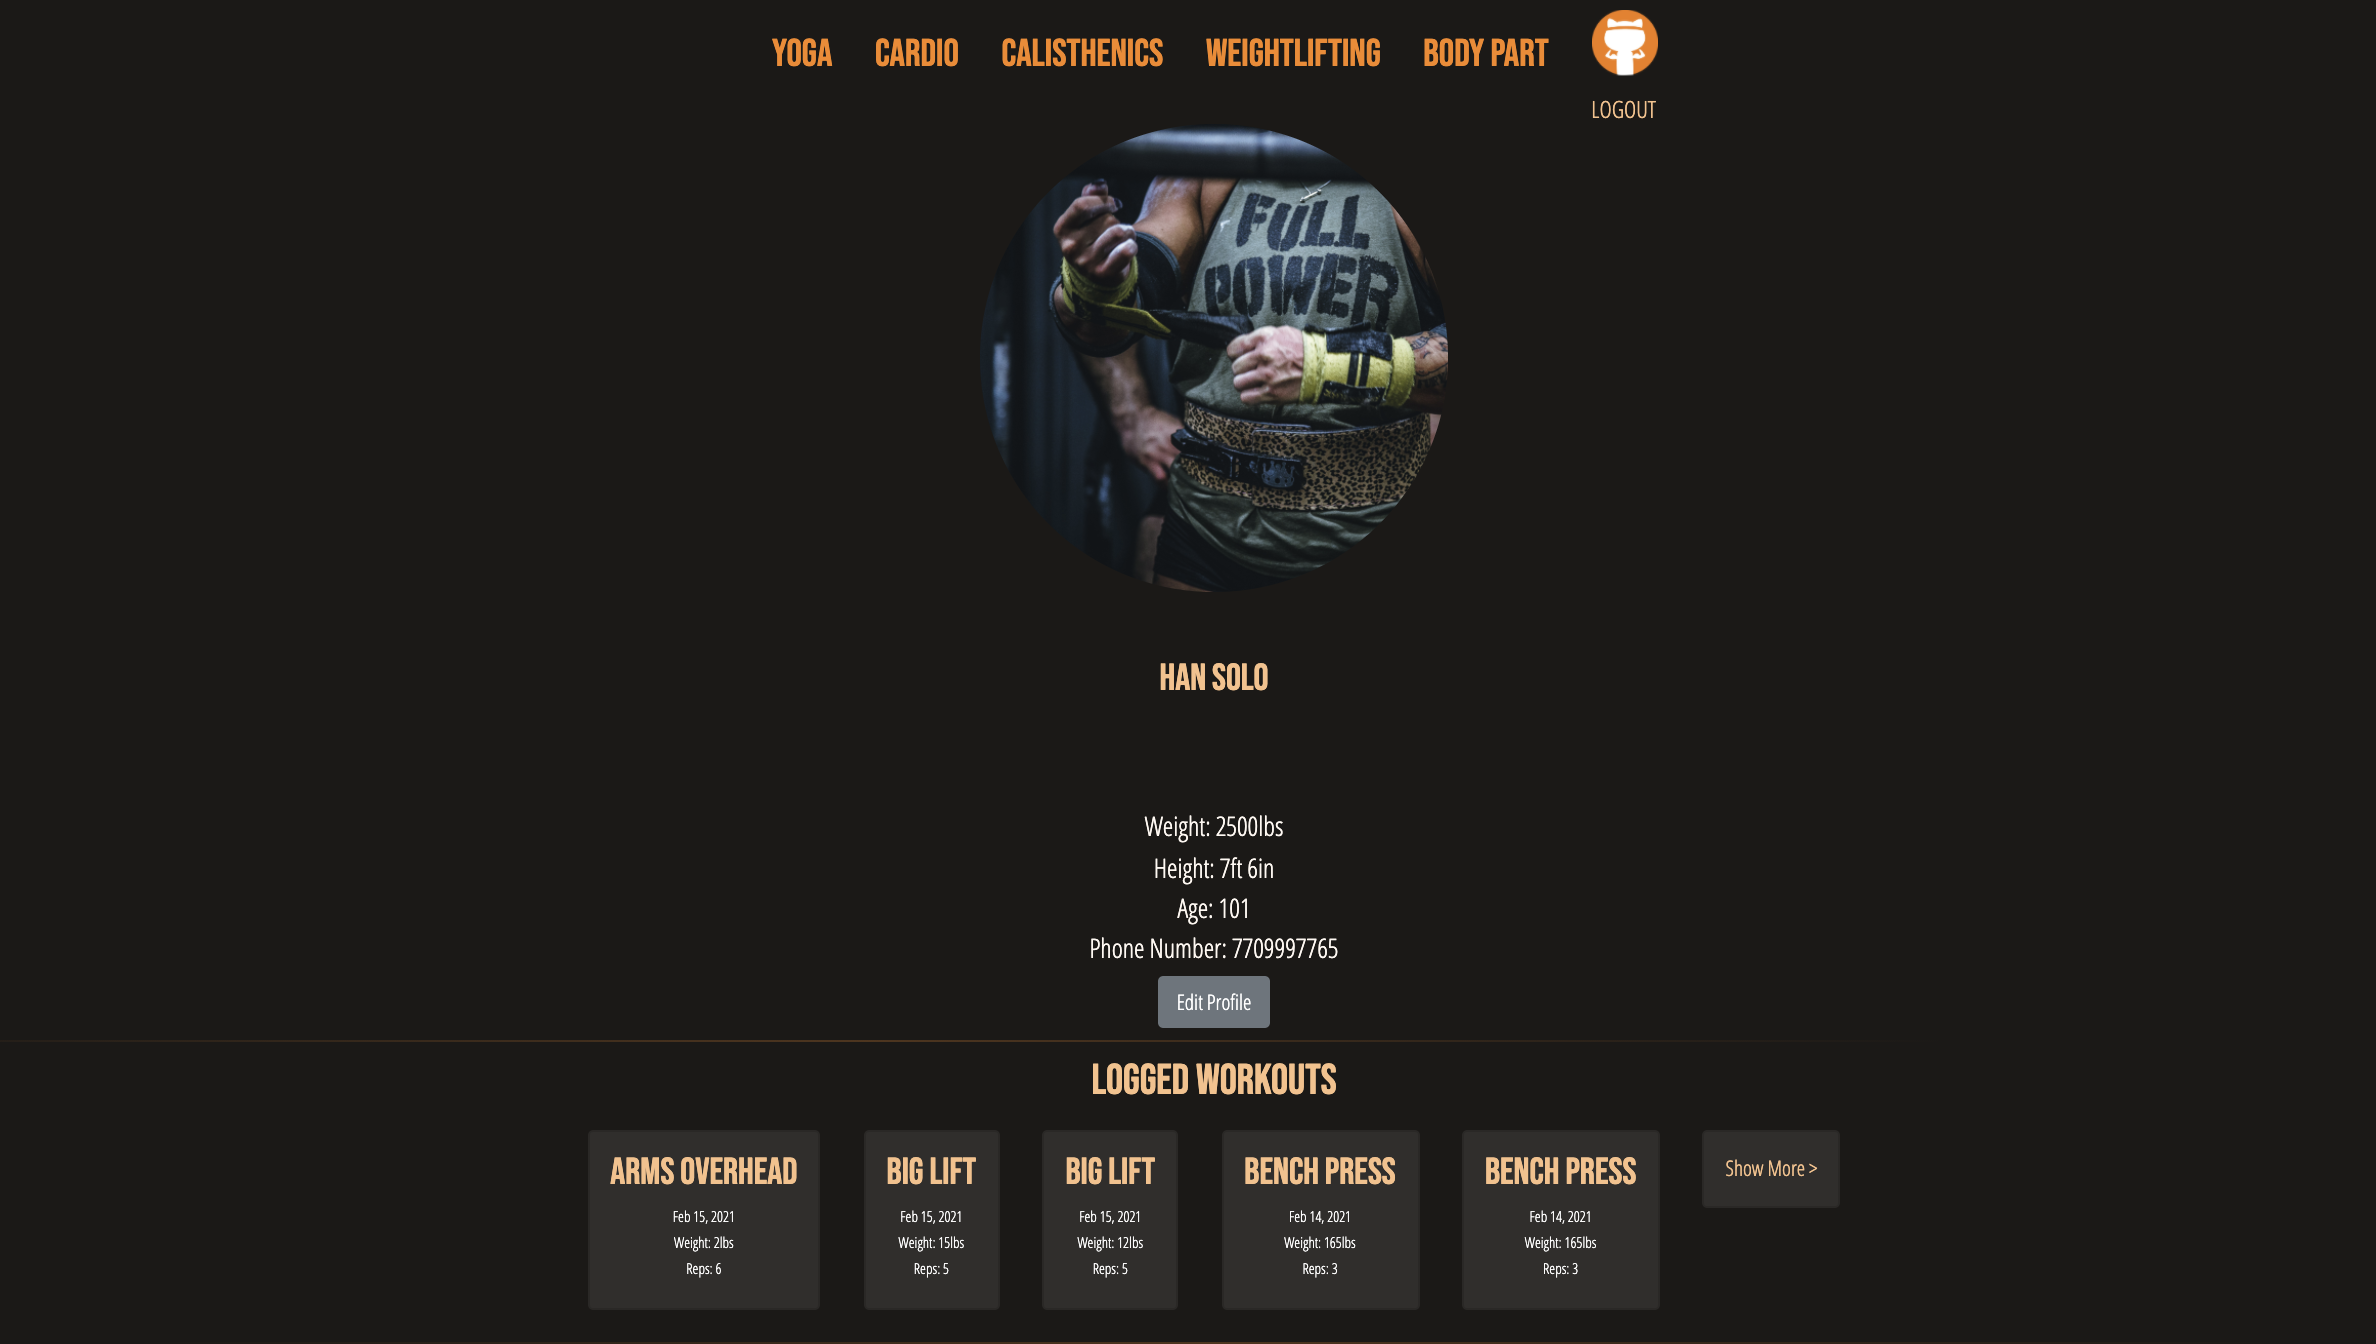 YOGA CARDIO CALISTHENICS WEIGHTLIFTING BODY PART
LOGOUT
FULL
POWER
HAN SOLO
Weight: 2500lbs
Height: 7ft 6in
Age: 101
Phone Number: 7709997765
Edit Profile
LOGGED WORKOUTS
ARMS OVERHEAD
Feb 15, 2021
Weight: 2lbs
Reps: 6
BIG LIFT
Feb 15, 2021
Weight: 15lbs
Reps: 5
BIG LIFT
Feb 15, 2021
Weight: 12lbs
Reps: 5
BENCH PRESS
Feb 14, 2021
Weight: 165lbs
Reps: 3
BENCH PRESS
Feb 14, 2021
Weight: 165lbs
Reps: 3
Show More >